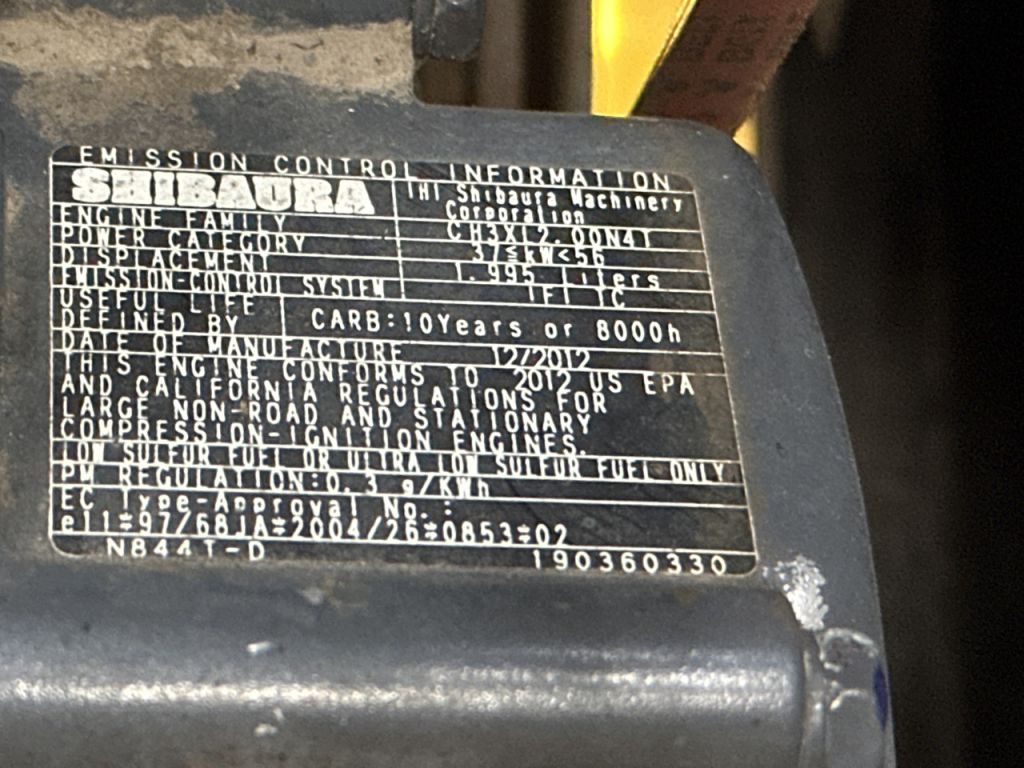 EMISSION CONTROL INFORMATION
SHIBAURA
IHI Shibaura Machinery
Corporation
ENGINE FAMILY
POWER CATEGORY
37≦kW<56
DISPLACEMENT
1.995 liters
EMISSION-CONTROL SYSTEM
TC
USEFUL LIFE
DEFINED BY
CARB:10Years or 8000h
DATE OF MANUFACTURE
12/2012
THIS ENGINE CONFORMS TO 2012 US EPA
AND CALIFORNIA REGULATIONS FOR
LARGE NON-ROAD AND STATIONARY
COMPRESSION-IGNITION ENGINES.
LOW SULFUR FUEL OR ULTRA LOW SULFUR FUEL ONLY
PM REGULATION:0.3 g/KWh
EC Type-Approval No.:
e11*97/68JA*2004/26*0853*02
N844T-D
190360330